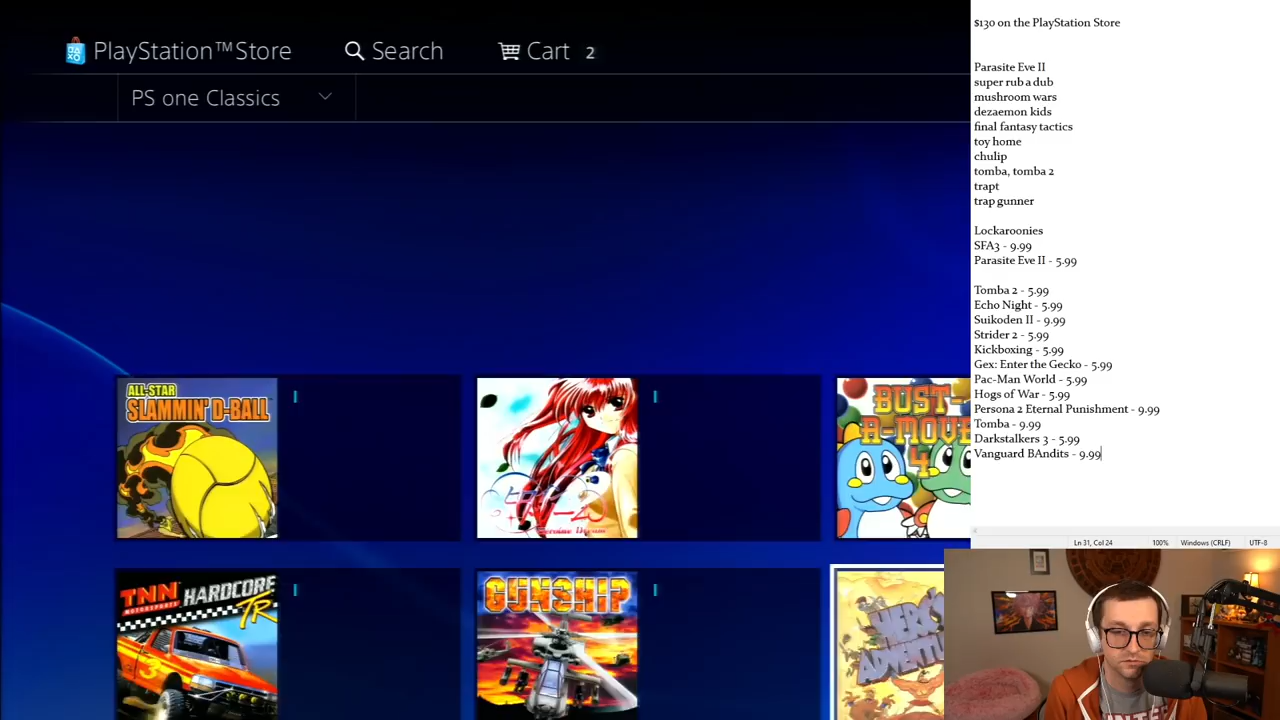 PlayStation™Store
Search
Cart 2
PS one Classics
ALL-STAR
SLAMMIN' D-BALL
Heroine Dream
BUST-
A-MOVE
4
TNN
MOTORSPORTS
HARDCORE
TR
3
GUNSHIP
HERC'S
ADVENTU
$130 on the PlayStation Store
Parasite Eve II
super rub a dub
mushroom wars
dezaemon kids
final fantasy tactics
toy home
chulip
tomba, tomba 2
trapt
trap gunner
Lockaroonies
SFA3 - 9.99
Parasite Eve II - 5.99
Tomba 2 - 5.99
Echo Night - 5.99
Suikoden II - 9.99
Strider 2 - 5.99
Kickboxing - 5.99
Gex: Enter the Gecko - 5.99
Pac-Man World - 5.99
Hogs of War - 5.99
Persona 2 Eternal Punishment - 9.99
Tomba - 9.99
Darkstalkers 3 - 5.99
Vanguard BAndits - 9.99
Ln 31, Col 24
100%
Windows (CRLF)
UTF-8